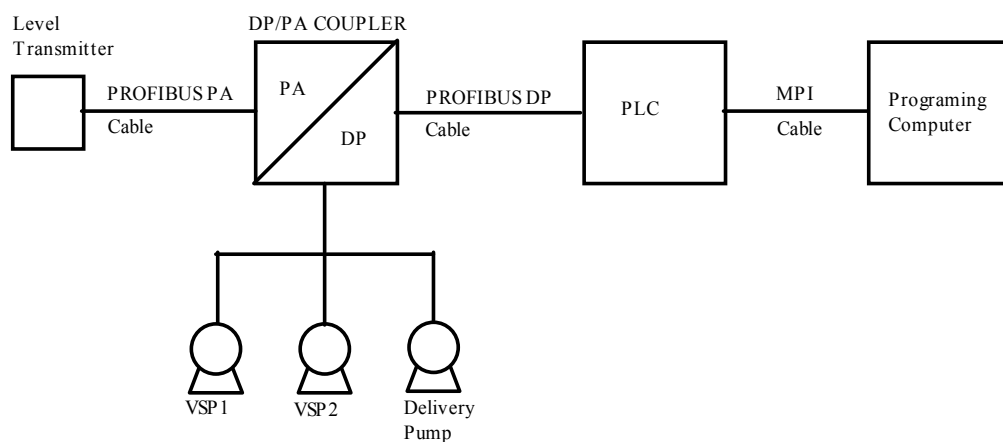 Level
Transmitter
DP/PA COUPLER
PROFIBUS PA
Cable
PA
DP
PROFIBUS DP
Cable
PLC
MPI
Cable
Programing
Computer
VSP1
VSP2
Delivery
Pump